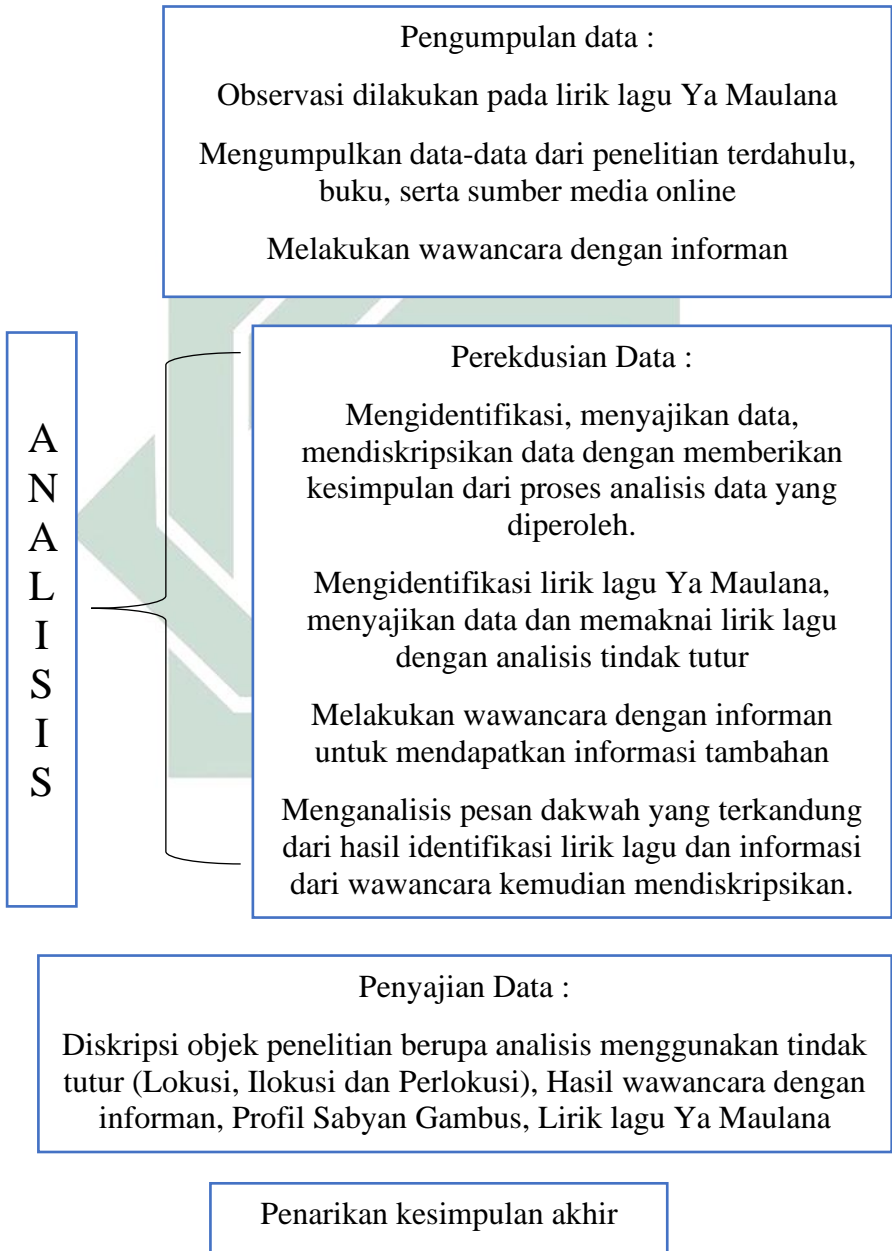 Pengumpulan data :
Observasi dilakukan pada lirik lagu Ya Maulana
Mengumpulkan data-data dari penelitian terdahulu,
buku, serta sumber media online
Melakukan wawancara dengan informan
A
N
A
L
I
S
I
S
Perekdusian Data :
Mengidentifikasi, menyajikan data,
mendiskripsikan data dengan memberikan
kesimpulan dari proses analisis data yang
diperoleh.
Mengidentifikasi lirik lagu Ya Maulana,
menyajikan data dan memaknai lirik lagu
dengan analisis tindak tutur
Melakukan wawancara dengan informan
untuk mendapatkan informasi tambahan
Menganalisis pesan dakwah yang terkandung
dari hasil identifikasi lirik lagu dan informasi
dari wawancara kemudian mendiskripsikan.
Penyajian Data :
Diskripsi objek penelitian berupa analisis menggunakan tindak
tutur (Lokusi, Ilokusi dan Perlokusi), Hasil wawancara dengan
informan, Profil Sabyan Gambus, Lirik lagu Ya Maulana
Penarikan kesimpulan akhir